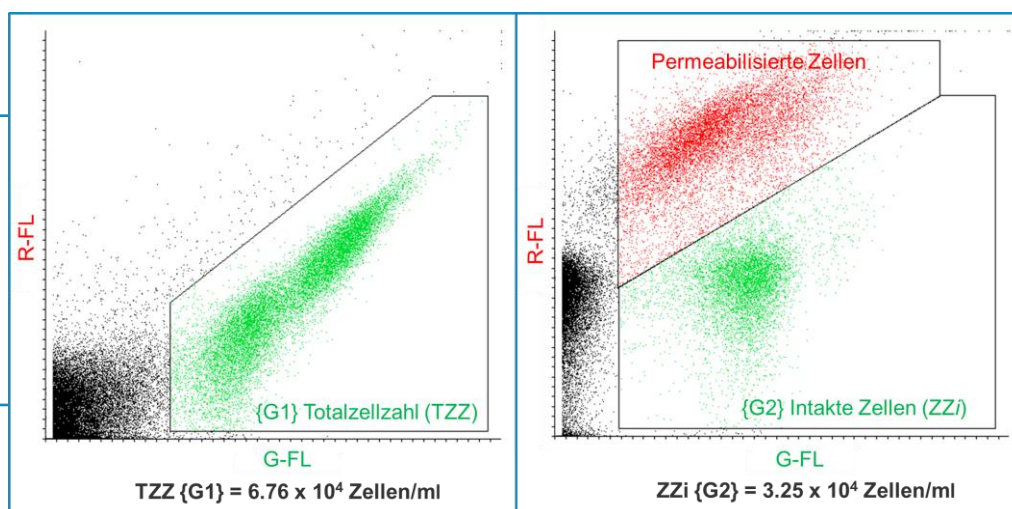 R-FL
{G1} Totalzellzahl (TZZ)
G-FL
TZZ {G1} = 6.76 x 10⁴ Zellen/ml
Permeabilisierte Zellen
R-FL
{G2} Intakte Zellen (ZZi)
G-FL
ZZi {G2} = 3.25 x 10⁴ Zellen/ml